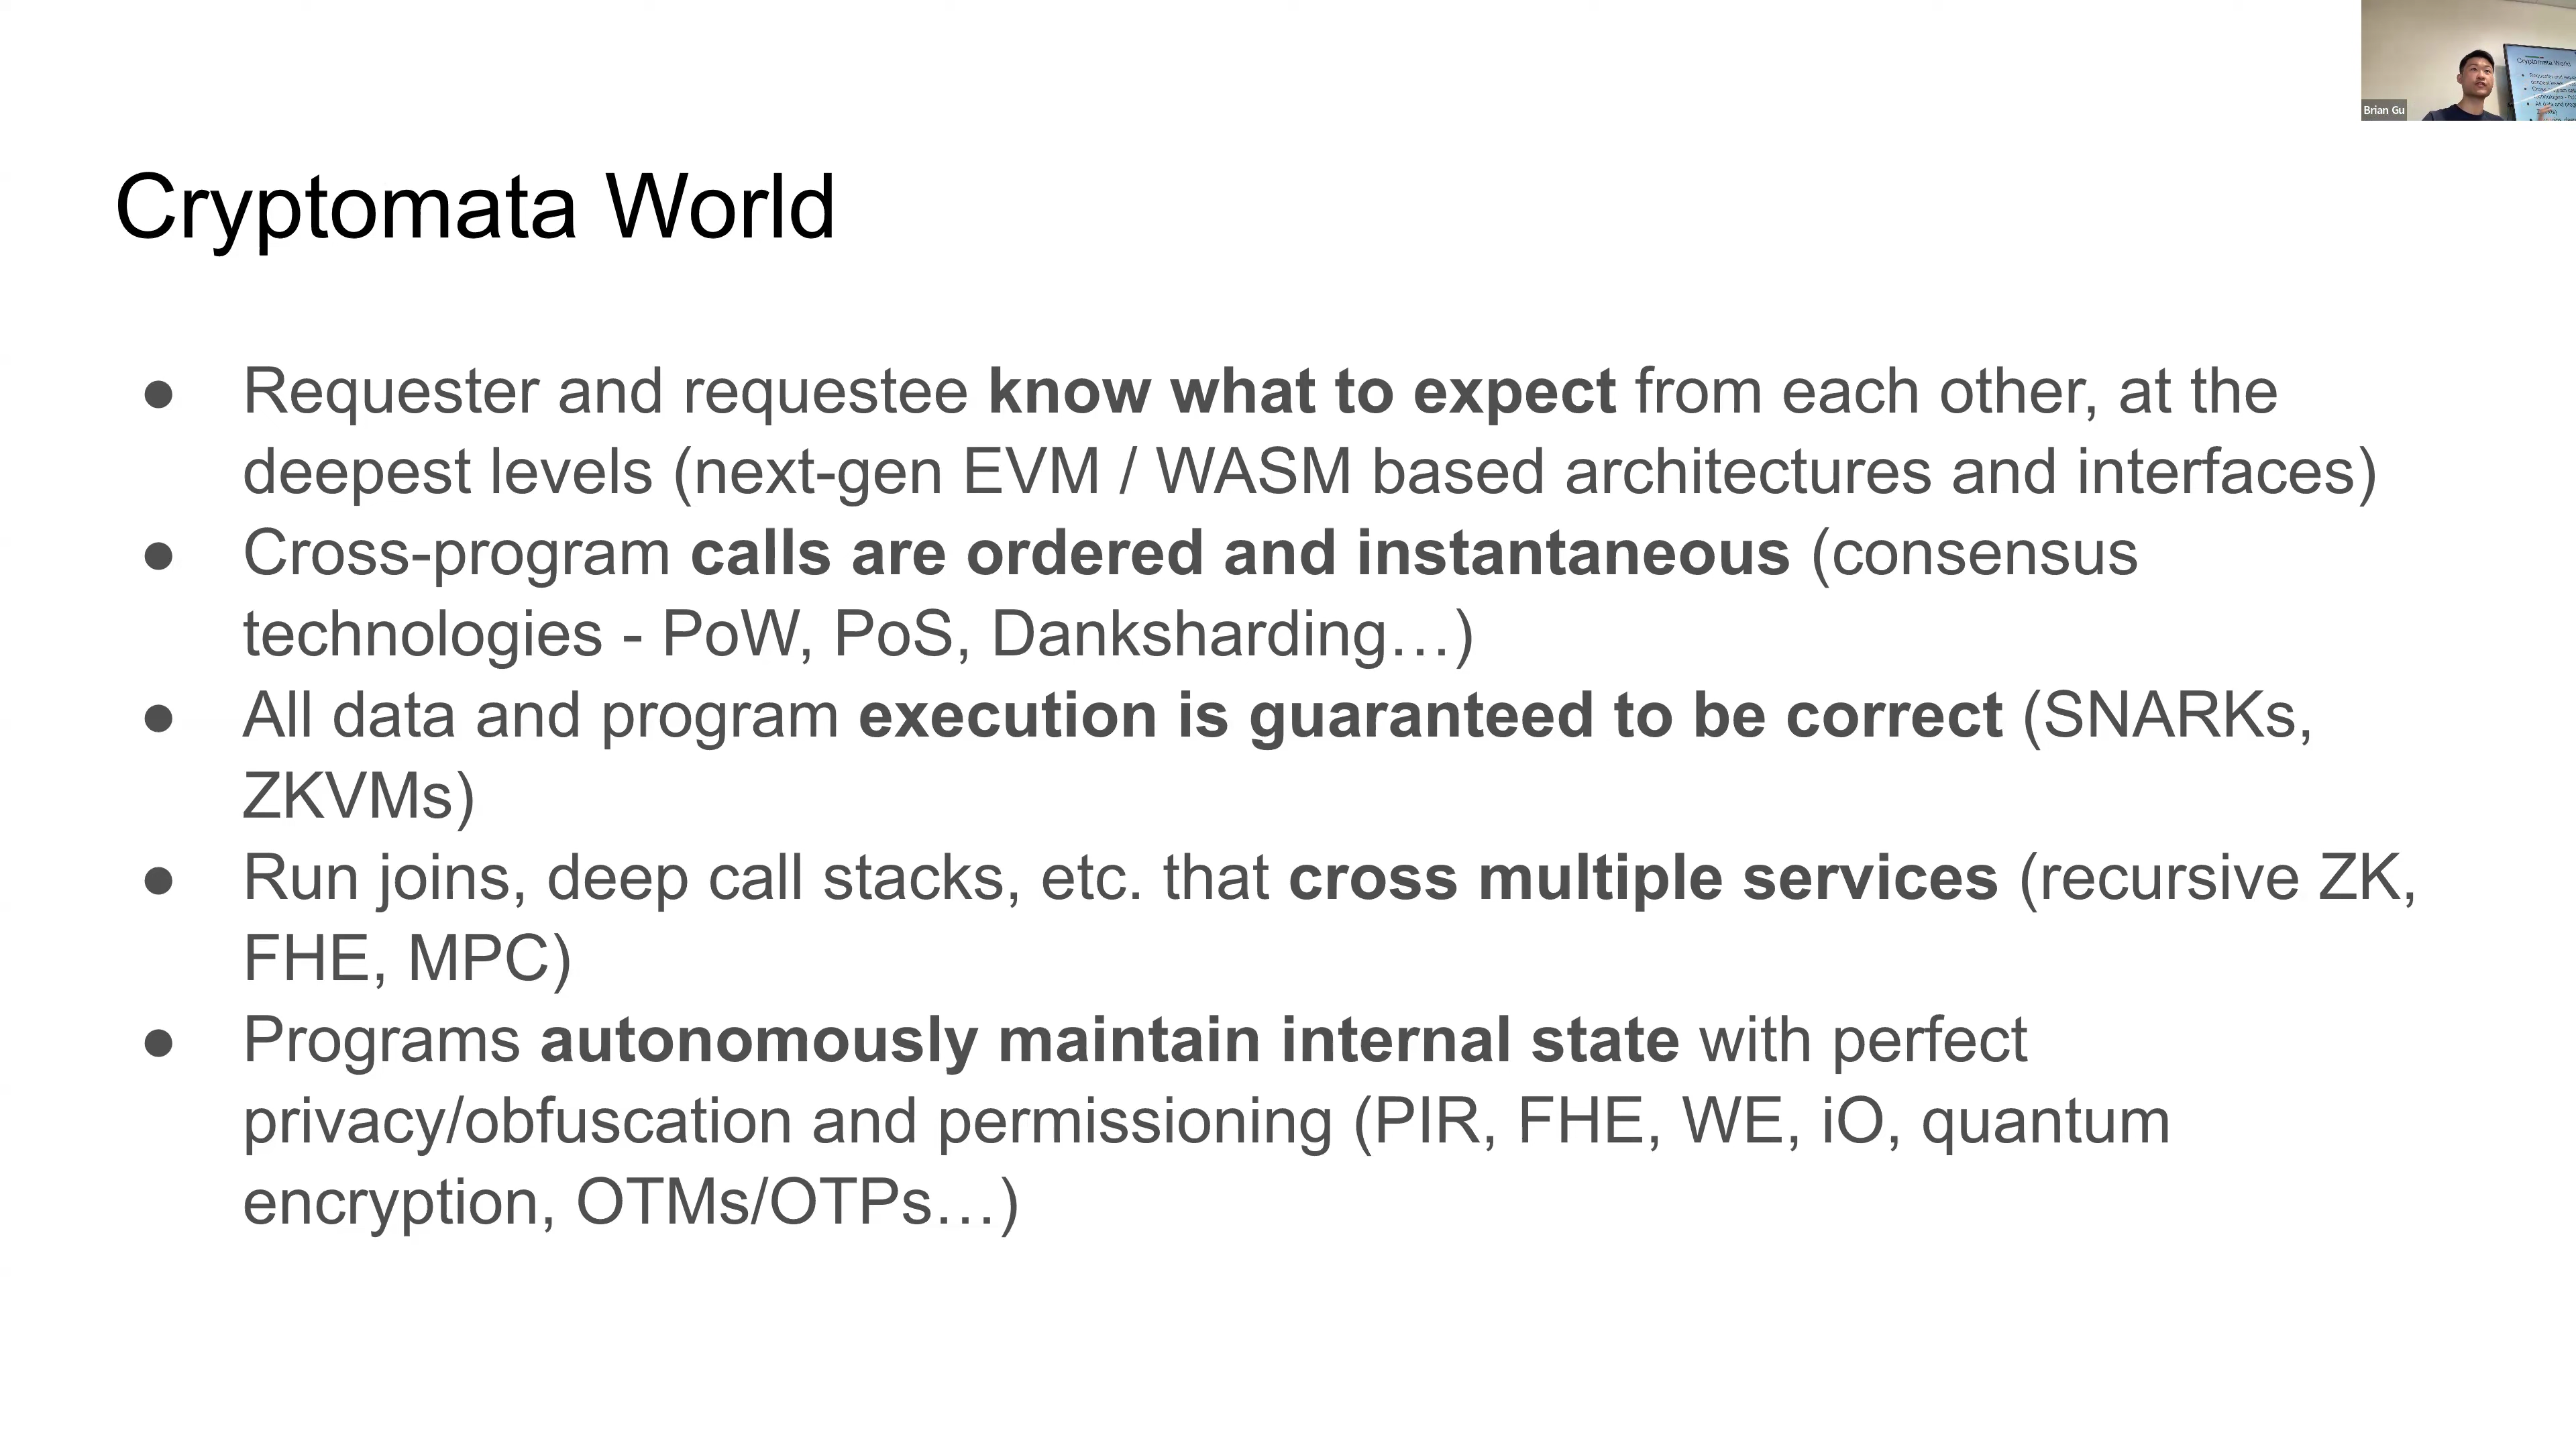 Brian Gu
Cryptomata World
● Requester and requestee know what to expect from each other, at the
deepest levels (next-gen EVM / WASM based architectures and interfaces)
● Cross-program calls are ordered and instantaneous (consensus
technologies - PoW, PoS, Danksharding…)
● All data and program execution is guaranteed to be correct (SNARKs,
ZKVMs)
● Run joins, deep call stacks, etc. that cross multiple services (recursive ZK,
FHE, MPC)
● Programs autonomously maintain internal state with perfect
privacy/obfuscation and permissioning (PIR, FHE, WE, iO, quantum
encryption, OTMs/OTPs…)